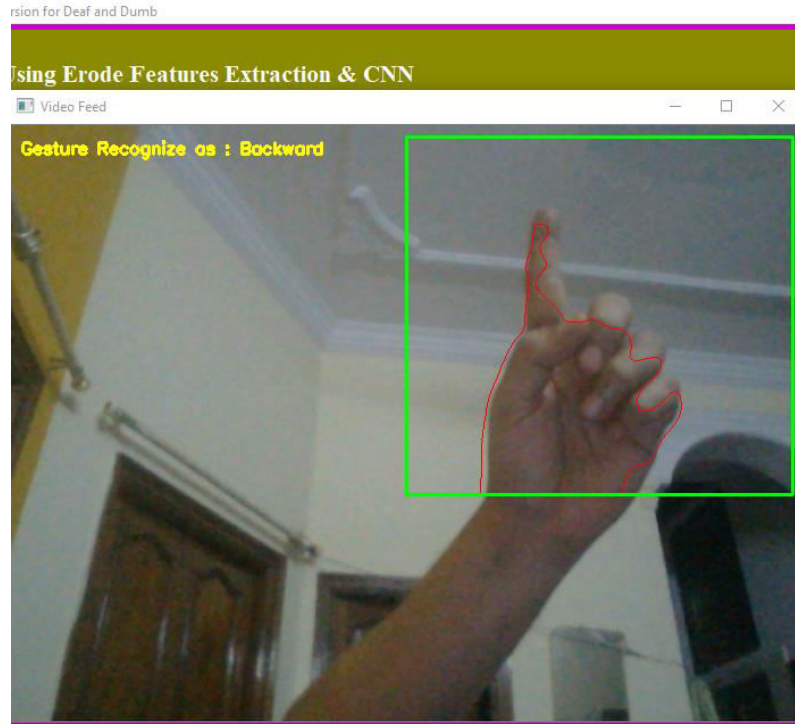 rsion for Deaf and Dumb
Using Erode Features Extraction & CNN
Video Feed
Gesture Recognize as : Backward